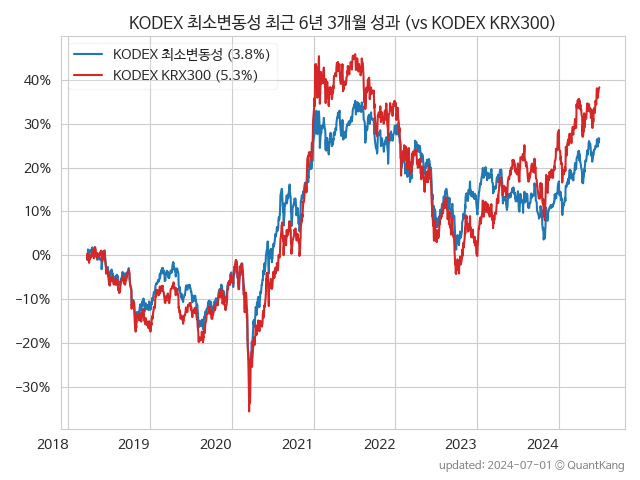 KODEX 최소변동성 최근 6년 3개월 성과 (vs KODEX KRX300)
KODEX 최소변동성 (3.8%)
KODEX KRX300 (5.3%)
40%
30%
20%
10%
0%
−10%
−20%
−30%
2018 2019 2020 2021 2022 2023 2024
updated: 2024-07-01 © QuantKang